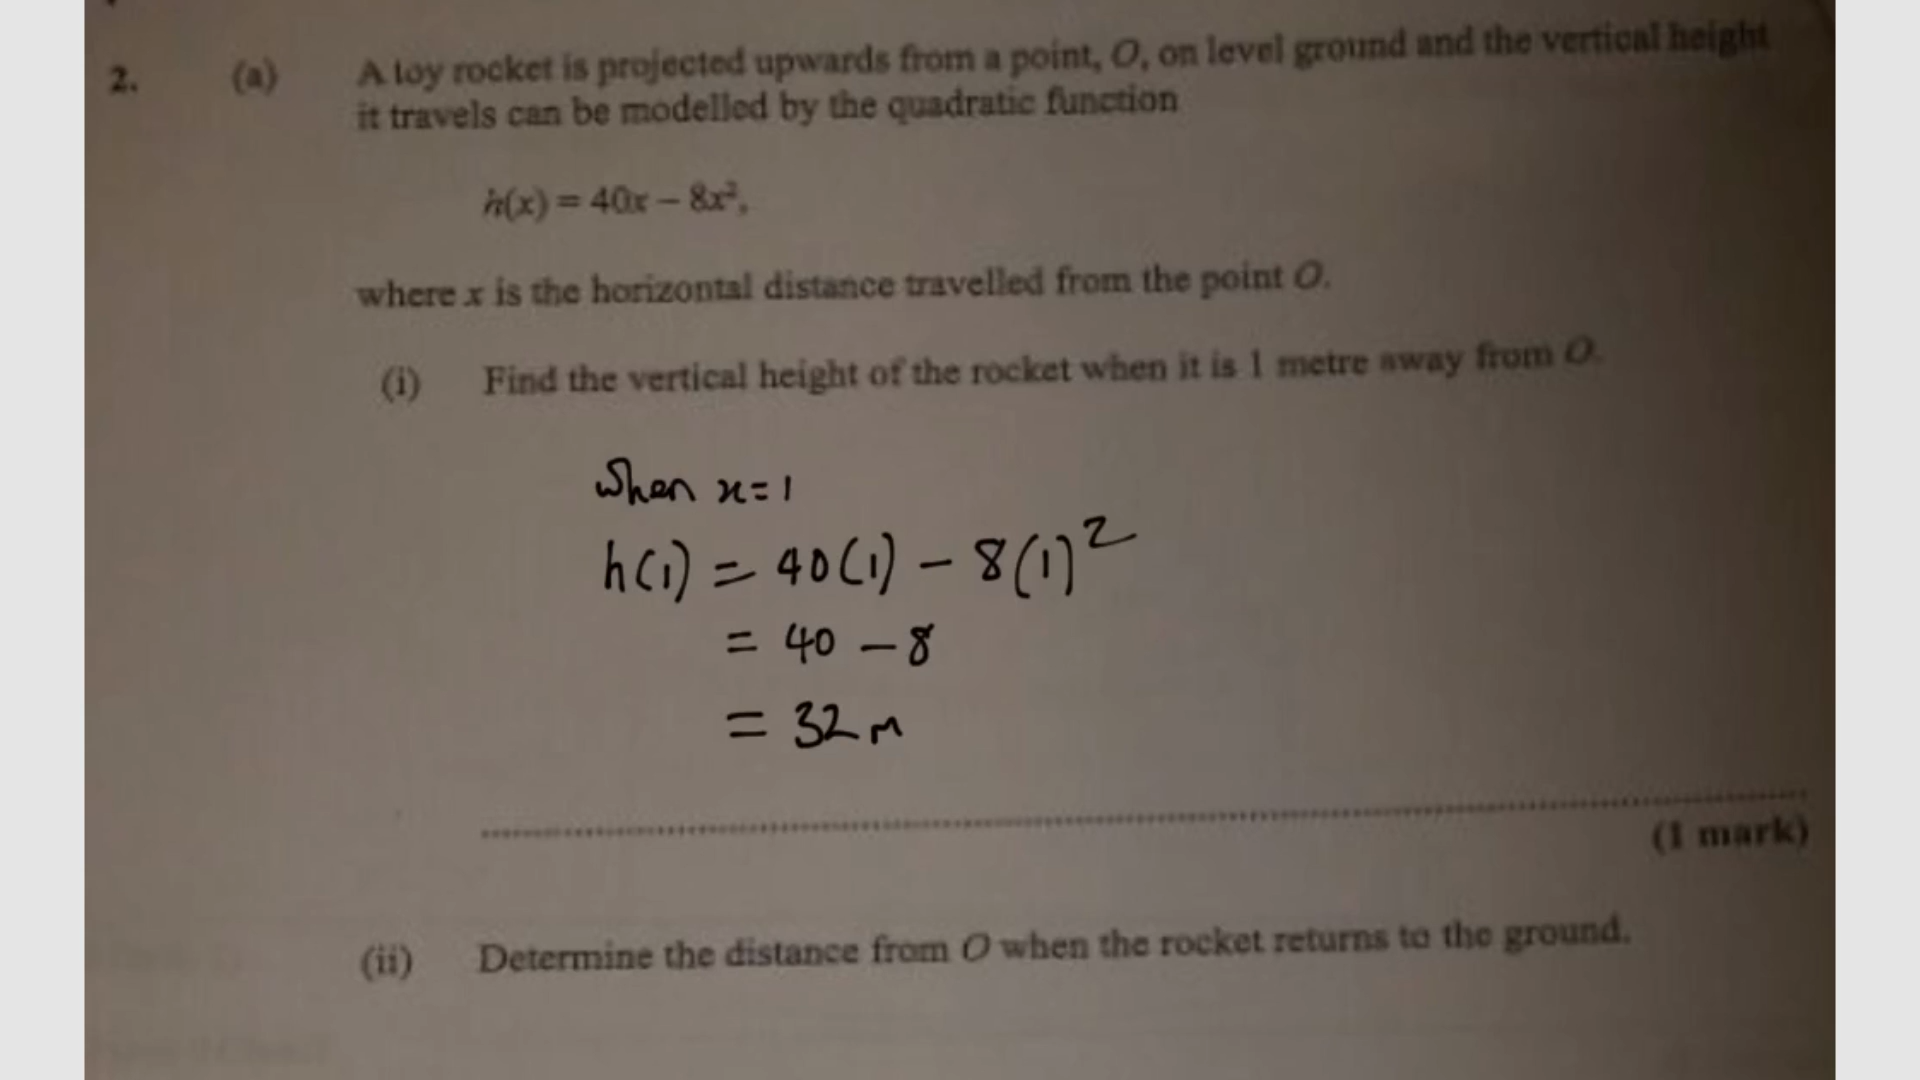 2. (a) A toy rocket is projected upwards from a point, O, on level ground and the vertical height
it travels can be modelled by the quadratic function
h(x) = 40x – 8x²,
where x is the horizontal distance travelled from the point O.
(i) Find the vertical height of the rocket when it is 1 metre away from O.
When x=1
h(1) = 40(1) – 8(1)²
= 40 – 8
= 32m
(1 mark)
(ii) Determine the distance from O when the rocket returns to the ground.